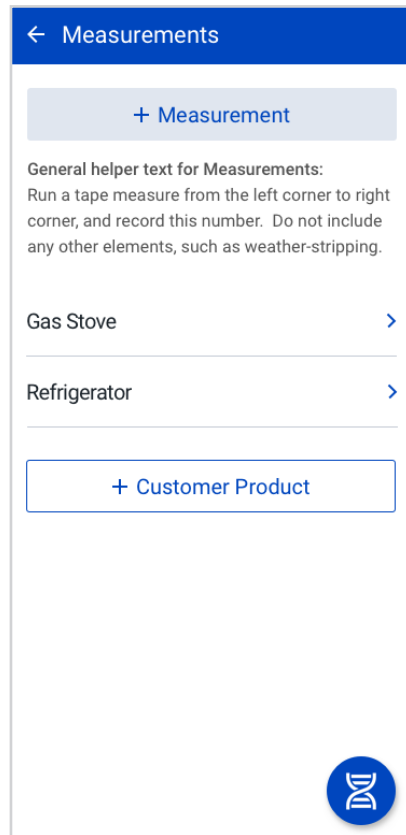 Measurements
+ Measurement
General helper text for Measurements:
Run a tape measure from the left corner to right
corner, and record this number.  Do not include
any other elements, such as weather-stripping.
Gas Stove
Refrigerator
+ Customer Product